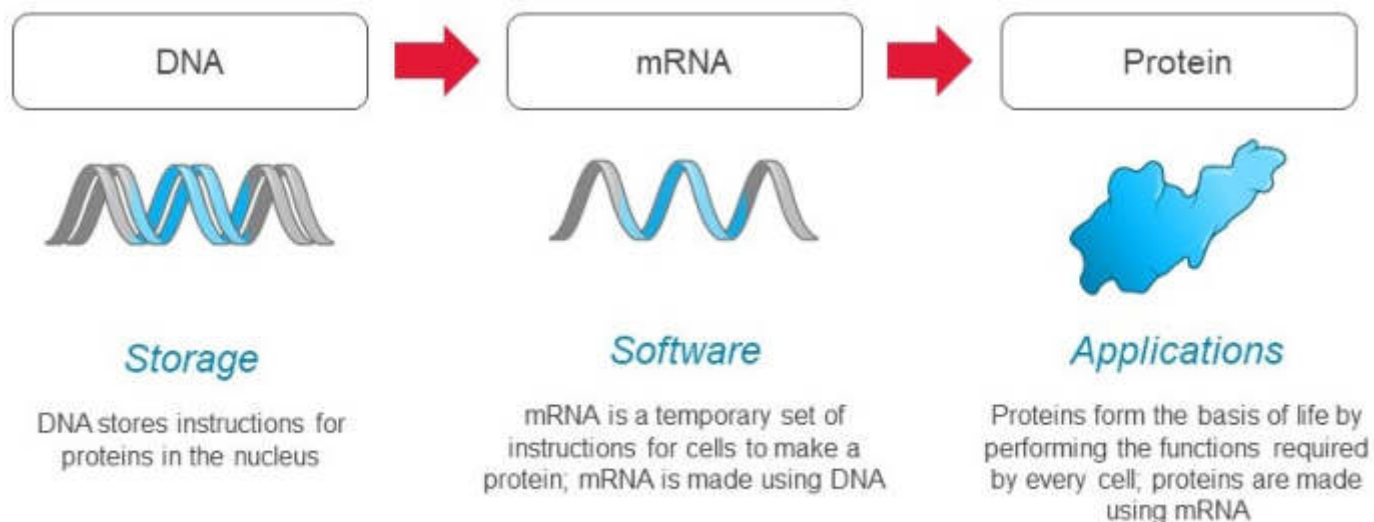 DNA
mRNA
Protein
Storage
Software
Applications
DNA stores instructions for
proteins in the nucleus
mRNA is a temporary set of
instructions for cells to make a
protein; mRNA is made using DNA
Proteins form the basis of life by
performing the functions required
by every cell; proteins are made
using mRNA